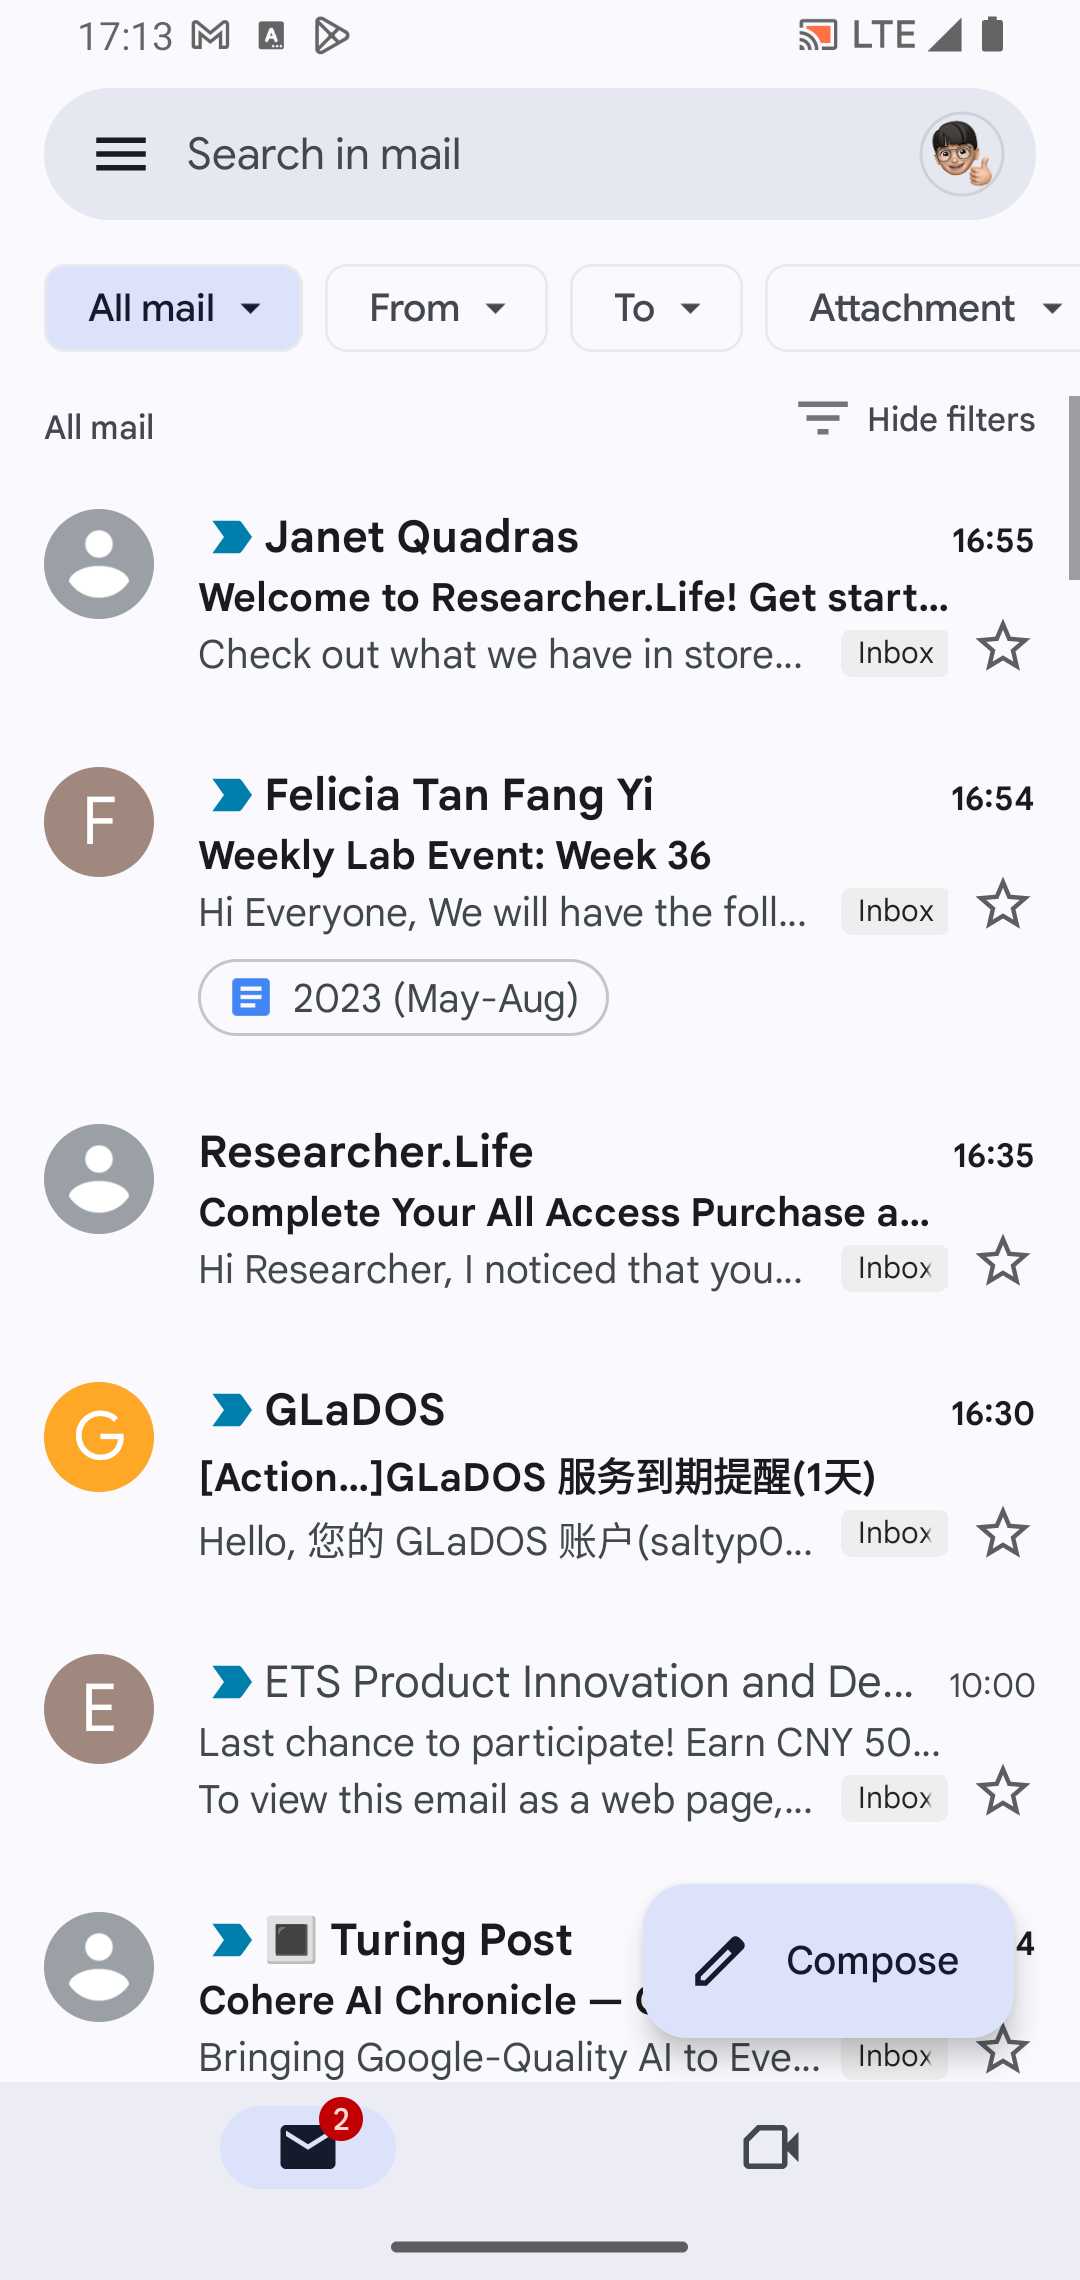 17:13 LTE
Search in mail
All mail From To Attachment
All mail Hide filters
Janet Quadras 16:55
Welcome to Researcher.Life! Get start...
Check out what we have in store... Inbox
F Felicia Tan Fang Yi 16:54
Weekly Lab Event: Week 36
Hi Everyone, We will have the foll... Inbox
2023 (May-Aug)
Researcher.Life 16:35
Complete Your All Access Purchase a...
Hi Researcher, I noticed that you... Inbox
G GLaDOS 16:30
[Action...]GLaDOS 服务到期提醒(1天)
Hello, 您的 GLaDOS 账户(saltyp0... Inbox
E ETS Product Innovation and De... 10:00
Last chance to participate! Earn CNY 50...
To view this email as a web page,... Inbox
Turing Post 4
Cohere AI Chronicle —
Compose
Bringing Google-Quality AI to Eve... Inbox
2